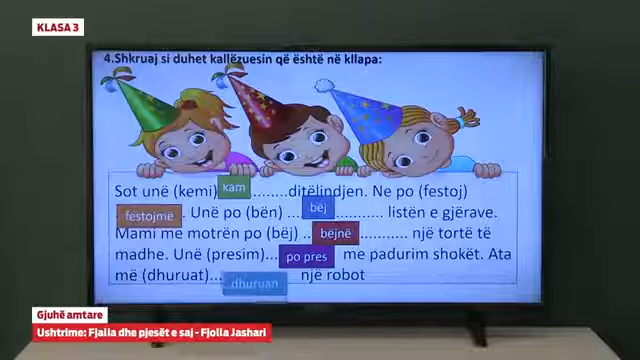 KLASA 3
4.Shkruaj si duhet kallëzuesin që është në kllapa:
Sot unë (kemi) kam ........ditëlindjen. Ne po (festoj)
festojmë. Unë po (bën) ... bëj ............ listën e gjërave.
Mami me motrën po (bëj) .. bëjnë ........... një tortë të
madhe. Unë (presim)... po pres me padurim shokët. Ata
më (dhuruat)... dhuruan një robot
Gjuhë amtare
Ushtrime: Fjalia dhe pjesët e saj - Fjolla Jashari